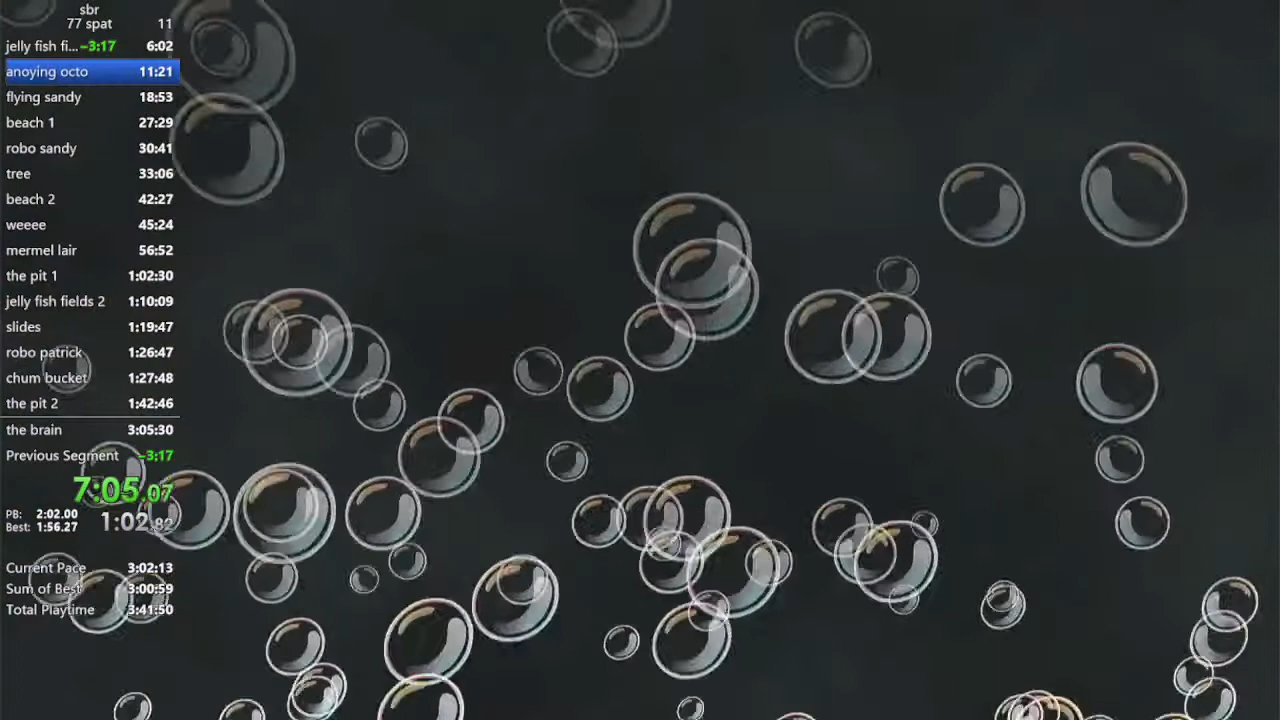 sbr
77 spat 11
jelly fish fi... −3:17 6:02
anoying octo 11:21
flying sandy 18:53
beach 1 27:29
robo sandy 30:41
tree 33:06
beach 2 42:27
weeee 45:24
mermel lair 56:52
the pit 1 1:02:30
jelly fish fields 2 1:10:09
slides 1:19:47
robo patrick 1:26:47
chum bucket 1:27:48
the pit 2 1:42:46
the brain 3:05:30
Previous Segment −3:17
7:05.07
PB: 2:02.00
Best: 1:56.27 1:02.82
Current Pace 3:02:13
Sum of Best 3:00:59
Total Playtime 3:41:50